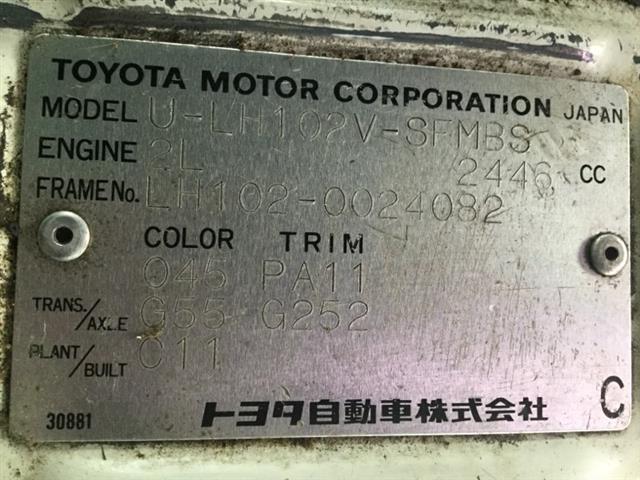 TOYOTA MOTOR CORPORATION JAPAN
MODEL U-LH102V-SFMBS
ENGINE 2L 2446 CC
FRAME No. LH102-0024082
COLOR TRIM
045 PA11
TRANS./AXLE G55 G252
PLANT/BUILT C11
30881 トヨタ自動車株式会社 C